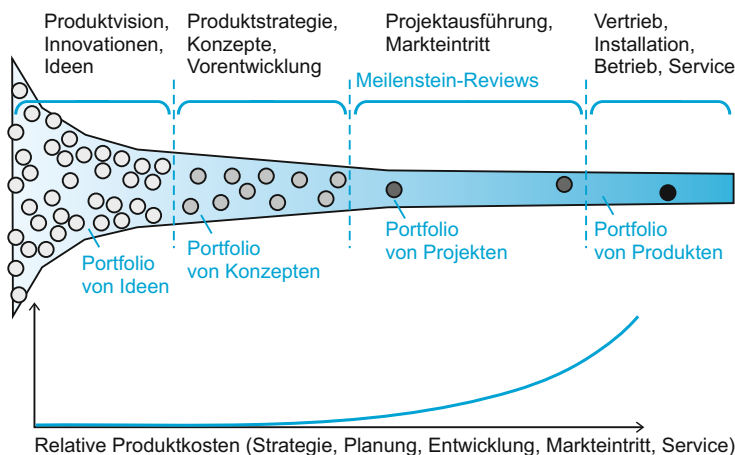 Produktvision,
Innovationen,
Ideen
Produktstrategie,
Konzepte,
Vorentwicklung
Projektausführung,
Markteintritt
Vertrieb,
Installation,
Betrieb, Service
Meilenstein-Reviews
Portfolio
von Ideen
Portfolio
von Konzepten
Portfolio
von Projekten
Portfolio
von Produkten
Relative Produktkosten (Strategie, Planung, Entwicklung, Markteintritt, Service)